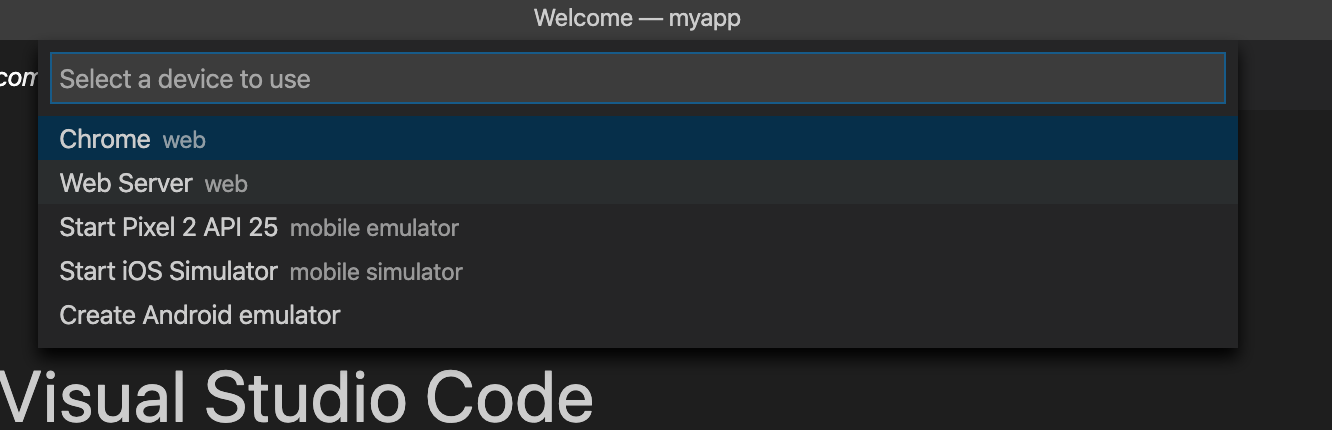 Welcome — myapp
com
Select a device to use
Chrome web
Web Server web
Start Pixel 2 API 25 mobile emulator
Start iOS Simulator mobile simulator
Create Android emulator
Visual Studio Code